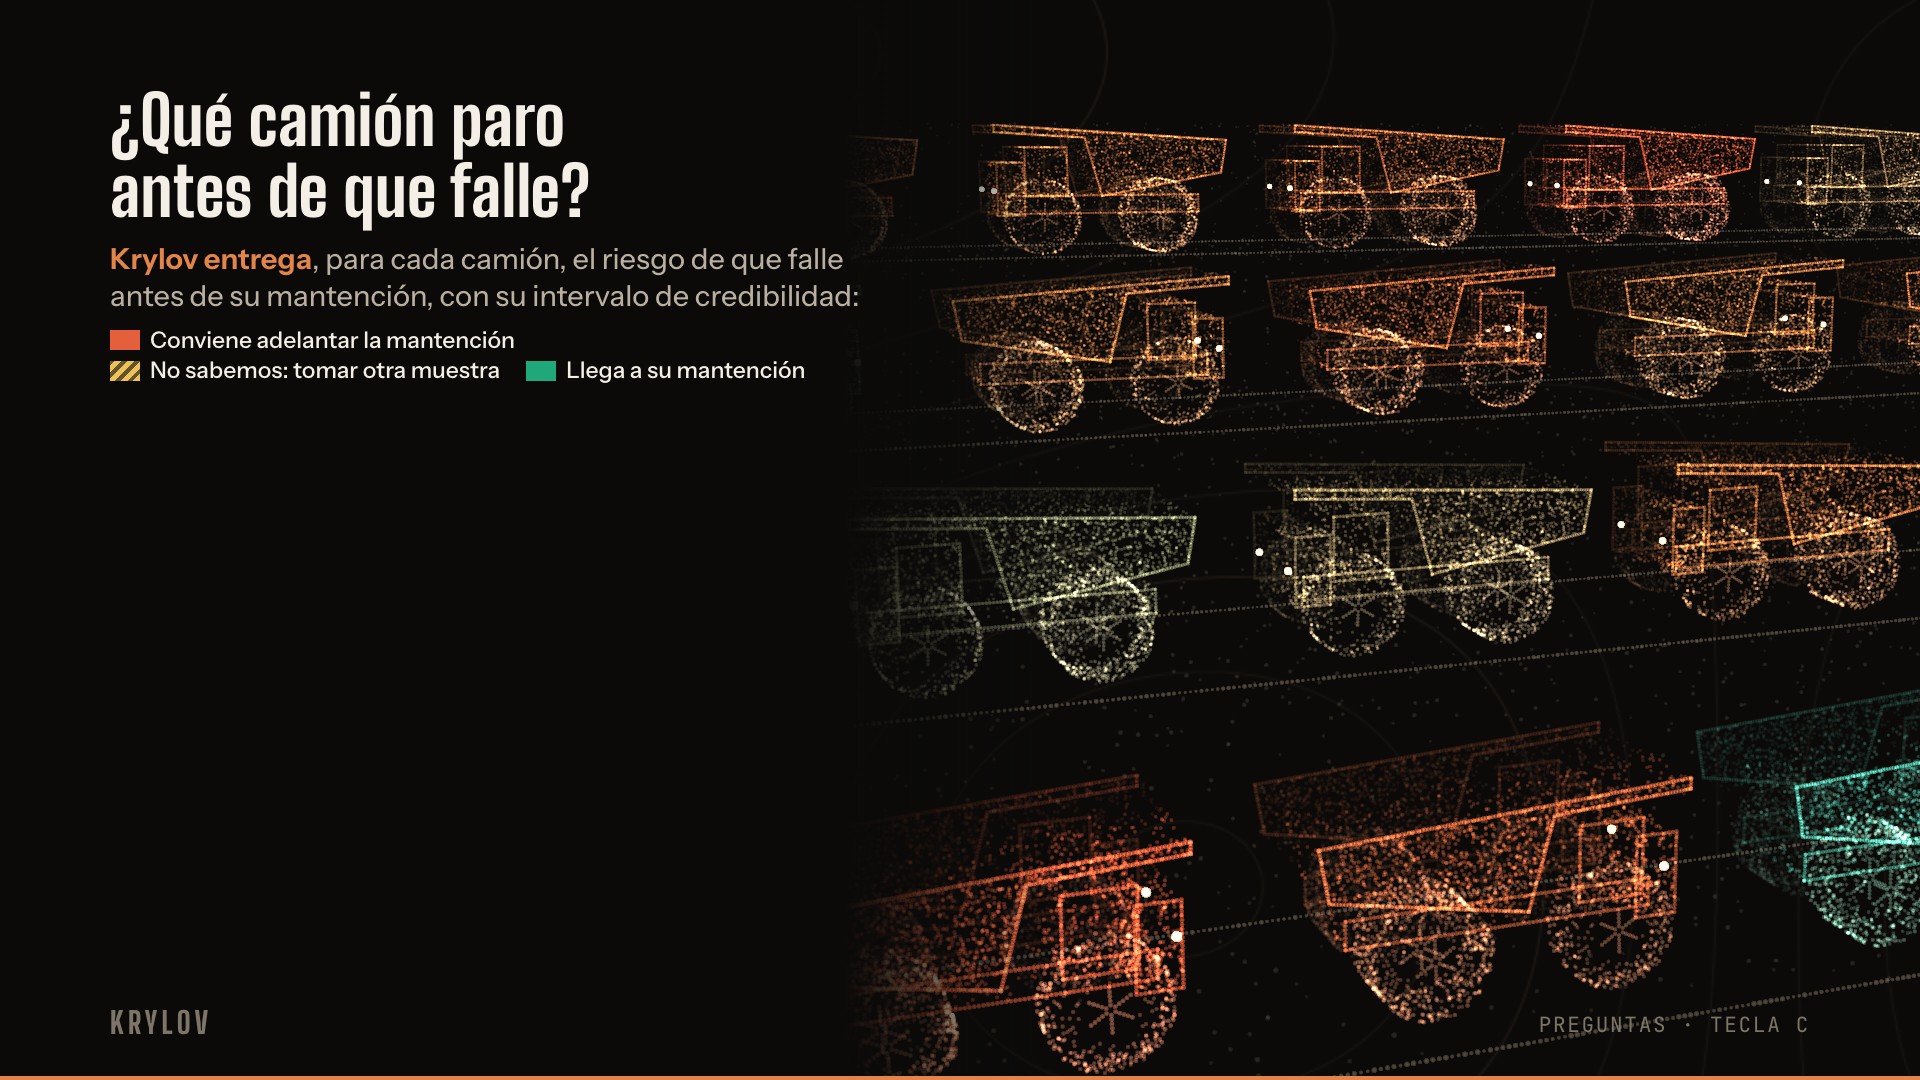 ¿Qué camión paro
antes de que falle?
Krylov entrega, para cada camión, el riesgo de que falle
antes de su mantención, con su intervalo de credibilidad:
Conviene adelantar la mantención
No sabemos: tomar otra muestra
Llega a su mantención
KRYLOV
PREGUNTAS · TECLA C